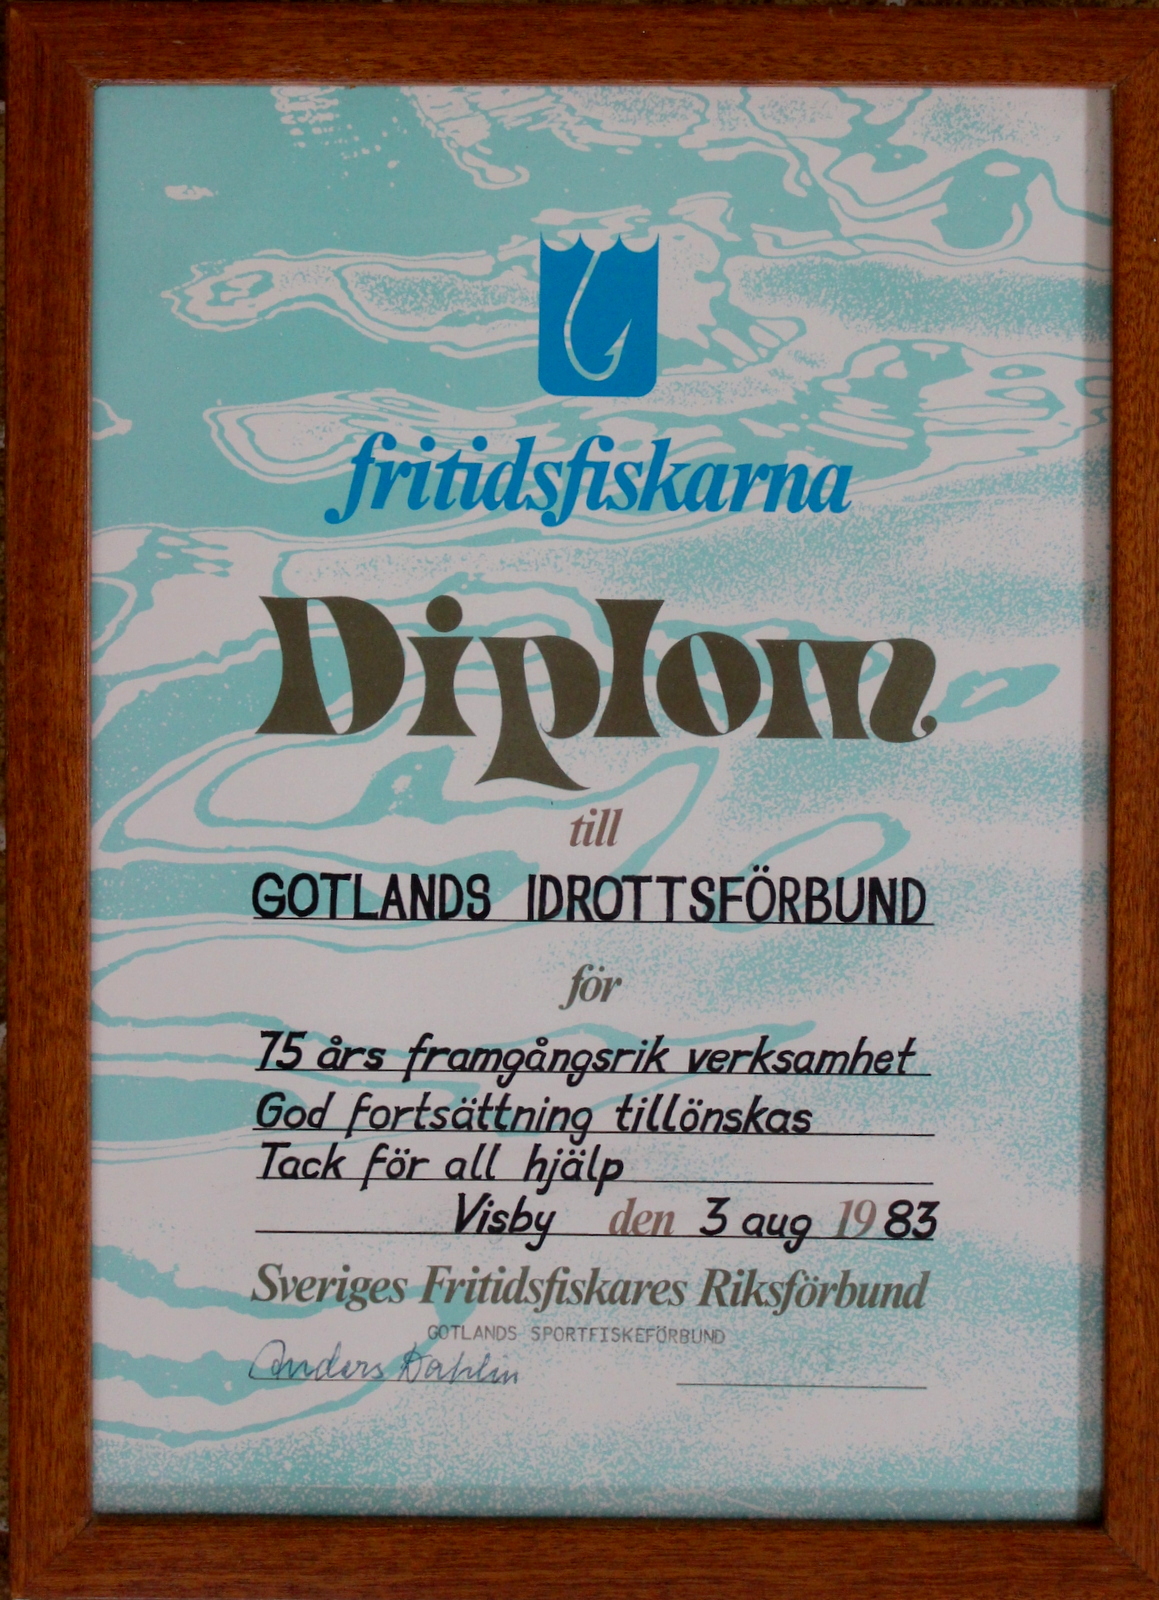 fritidsfiskarna
Diplom
till
GOTLANDS IDROTTSFÖRBUND
för
75 års framgångsrik verksamhet
God fortsättning tillönskas
Tack för all hjälp
Visby den 3 aug 1983
Sveriges Fritidsfiskares Riksförbund
GOTLANDS SPORTFISKEFÖRBUND
Anders Dahlin